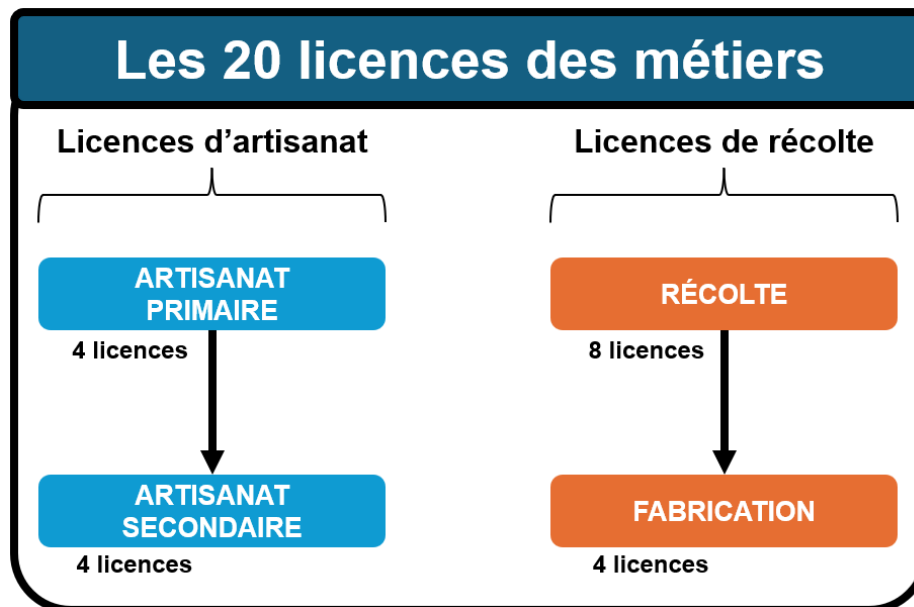 Les 20 licences des métiers
Licences d’artisanat
Licences de récolte
ARTISANAT
PRIMAIRE
RÉCOLTE
4 licences
8 licences
ARTISANAT
SECONDAIRE
FABRICATION
4 licences
4 licences